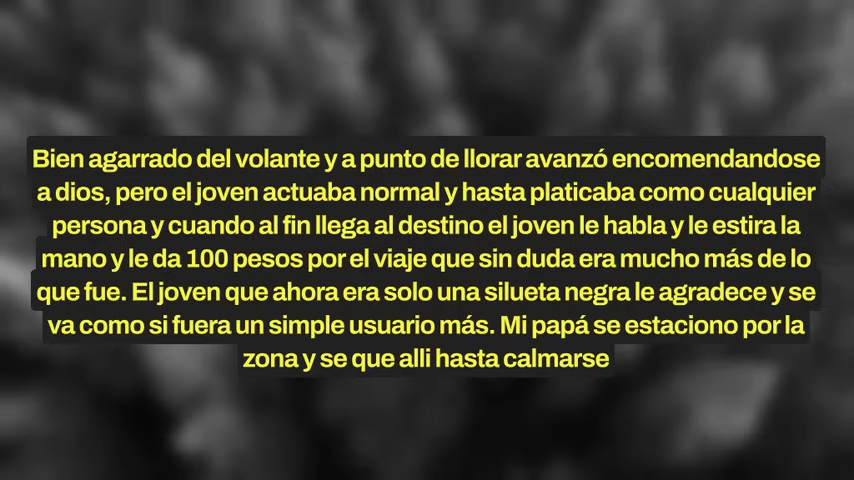 Bien agarrado del volante y a punto de llorar avanzó encomendandose
a dios, pero el joven actuaba normal y hasta platicaba como cualquier
persona y cuando al fin llega al destino el joven le habla y le estira la
mano y le da 100 pesos por el viaje que sin duda era mucho más de lo
que fue. El joven que ahora era solo una silueta negra le agradece y se
va como si fuera un simple usuario más. Mi papá se estaciono por la
zona y se que alli hasta calmarse